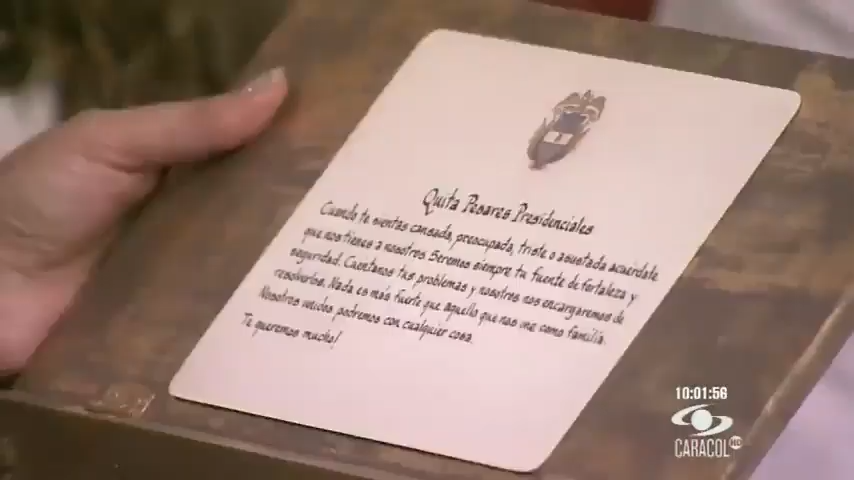 Quita Pesares Presidenciales
Cuando te sientas cansada, preocupada, triste o asustada acuérdate
que nos tienes a nosotros. Seremos siempre tu fuente de fortaleza y
seguridad. Cuéntanos tus problemas y nosotros nos encargaremos de
resolverlos. Nada es más fuerte que aquello que nos une como familia.
Nosotros unidos podremos con cualquier cosa.
Te queremos mucho!
10:01:56
CARACOL HD